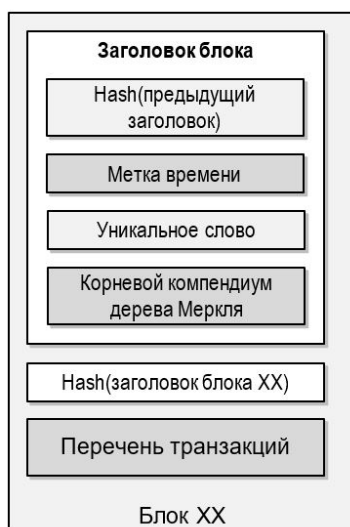 Заголовок блока
Hash(предыдущий
заголовок)
Метка времени
Уникальное слово
Корневой компендиум
дерева Меркля
Hash(заголовок блока XX)
Перечень транзакций
Блок XX